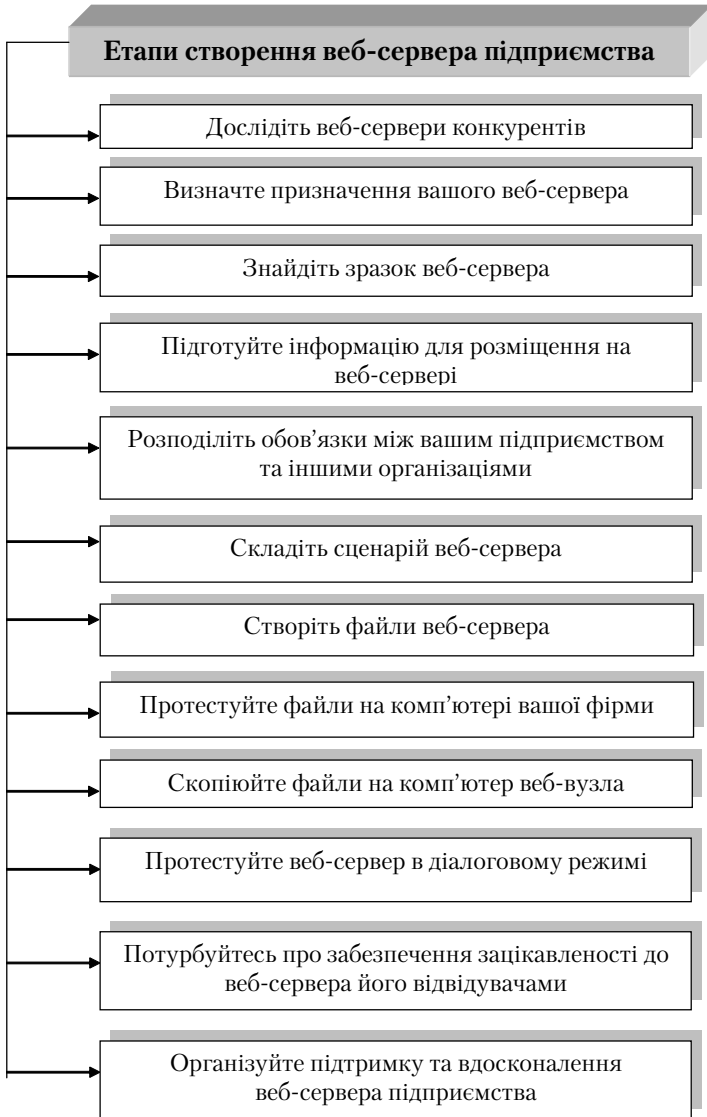 Етапи створення веб-сервера підприємства
Дослідіть веб-сервери конкурентів
Визначте призначення вашого веб-сервера
Знайдіть зразок веб-сервера
Підготуйте інформацію для розміщення на
веб-сервері
Розподіліть обов’язки між вашим підприємством
та іншими організаціями
Складіть сценарій веб-сервера
Створіть файли веб-сервера
Протестуйте файли на комп’ютері вашої фірми
Скопіюйте файли на комп’ютер веб-вузла
Протестуйте веб-сервер в діалоговому режимі
Потурбуйтесь про забезпечення зацікавленості до
веб-сервера його відвідувачами
Організуйте підтримку та вдосконалення
веб-сервера підприємства